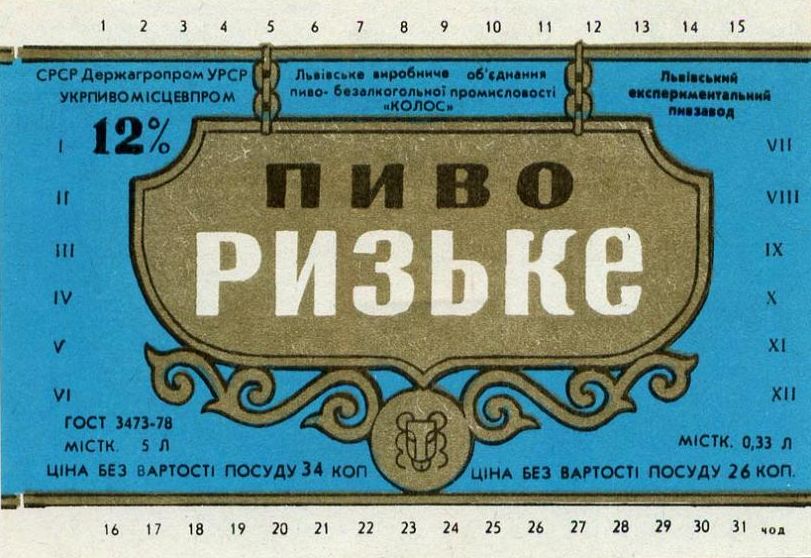 1 2 3 4 5 6 7 8 9 10 11 12 13 14 15
СРСР Держагропром УРСР
УКРПИВОМІСЦЕВПРОМ
Львівське виробниче об'єднання
пиво- безалкогольної промисловості
«КОЛОС»
Львівський
експериментальний
пивзавод
12%
I
II
III
IV
V
VI
ПИВО
РИЗЬКЕ
VII
VIII
IX
X
XI
XII
ГОСТ 3473-78
МІСТК. 5 Л
ЦІНА БЕЗ ВАРТОСТІ ПОСУДУ 34 КОП
МІСТК. 0,33 Л
ЦІНА БЕЗ ВАРТОСТІ ПОСУДУ 26 КОП.
16 17 18 19 20 21 22 23 24 25 26 27 28 29 30 31 чод